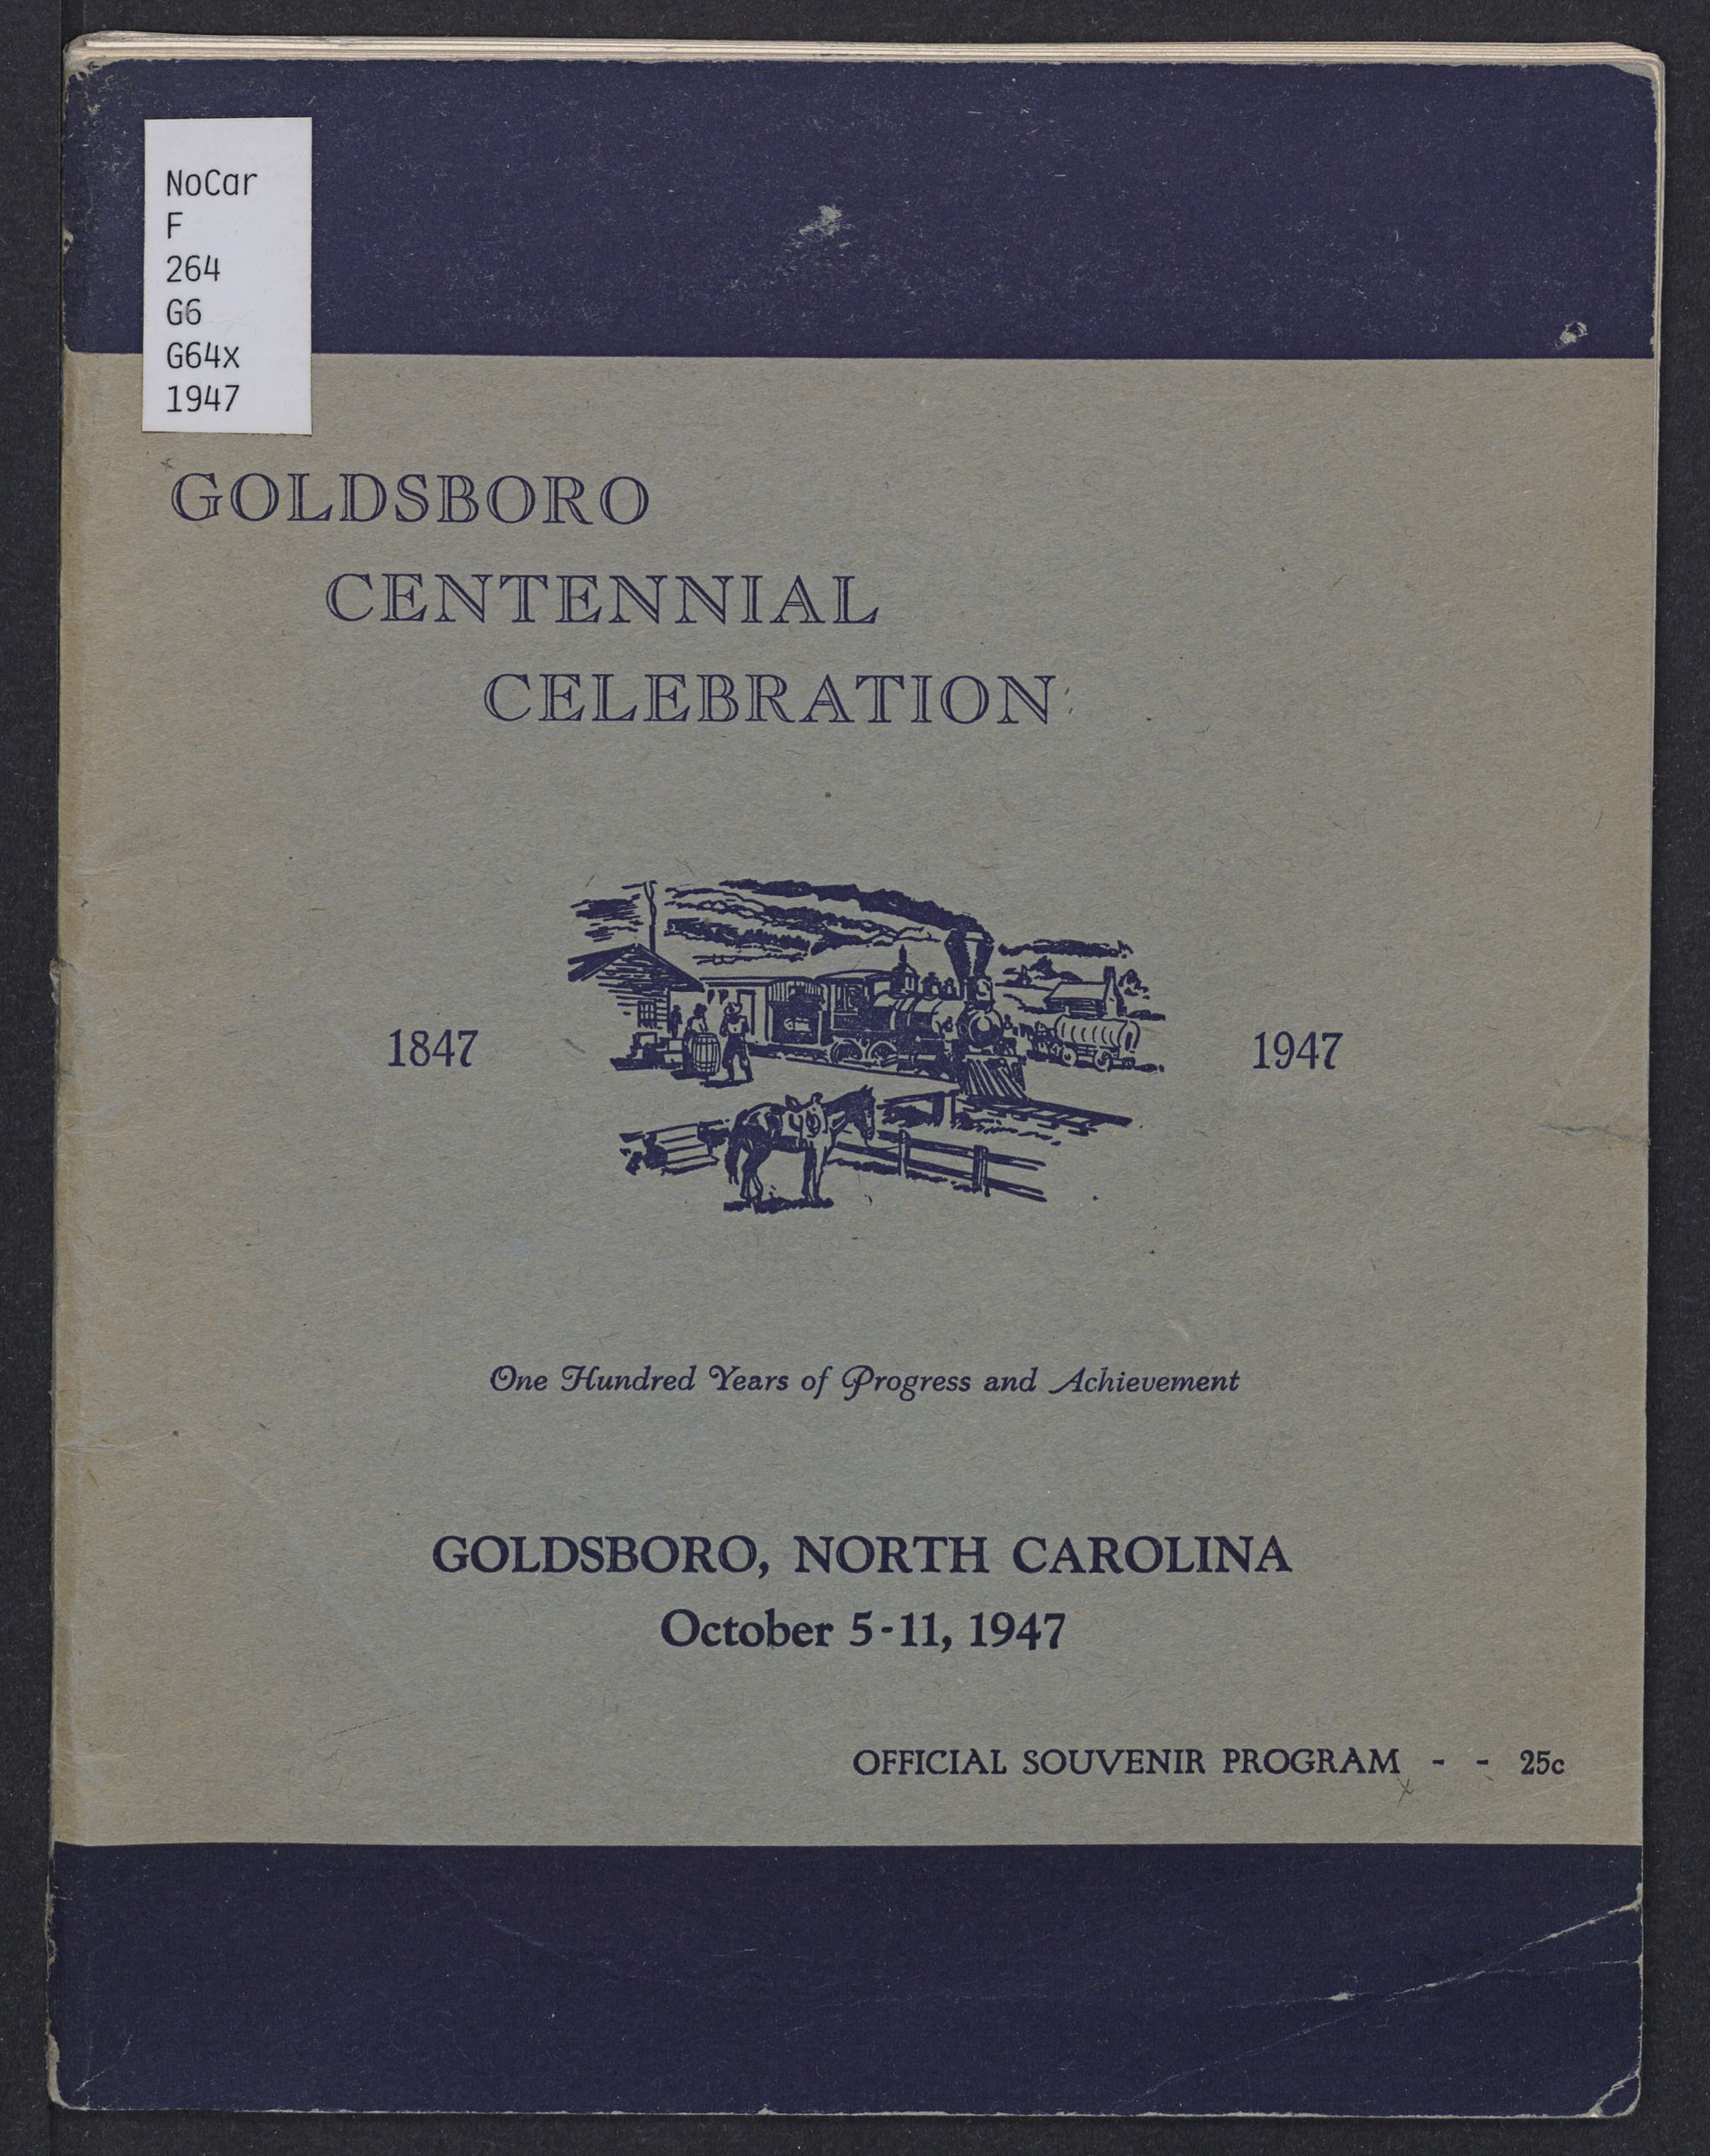 NoCar
F
264
G6
G64x
1947
GOLDSBORO
CENTENNIAL
CELEBRATION
1847
1947
One Hundred Years of Progress and Achievement
GOLDSBORO, NORTH CAROLINA
October 5-11, 1947
OFFICIAL SOUVENIR PROGRAM - - 25c